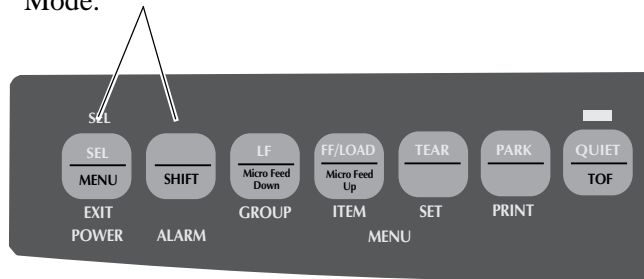 Mode.
SEL
SEL LF FF/LOAD TEAR PARK QUIET
MENU SHIFT Micro Feed Down Micro Feed Up TOF
EXIT GROUP ITEM SET PRINT
POWER ALARM MENU